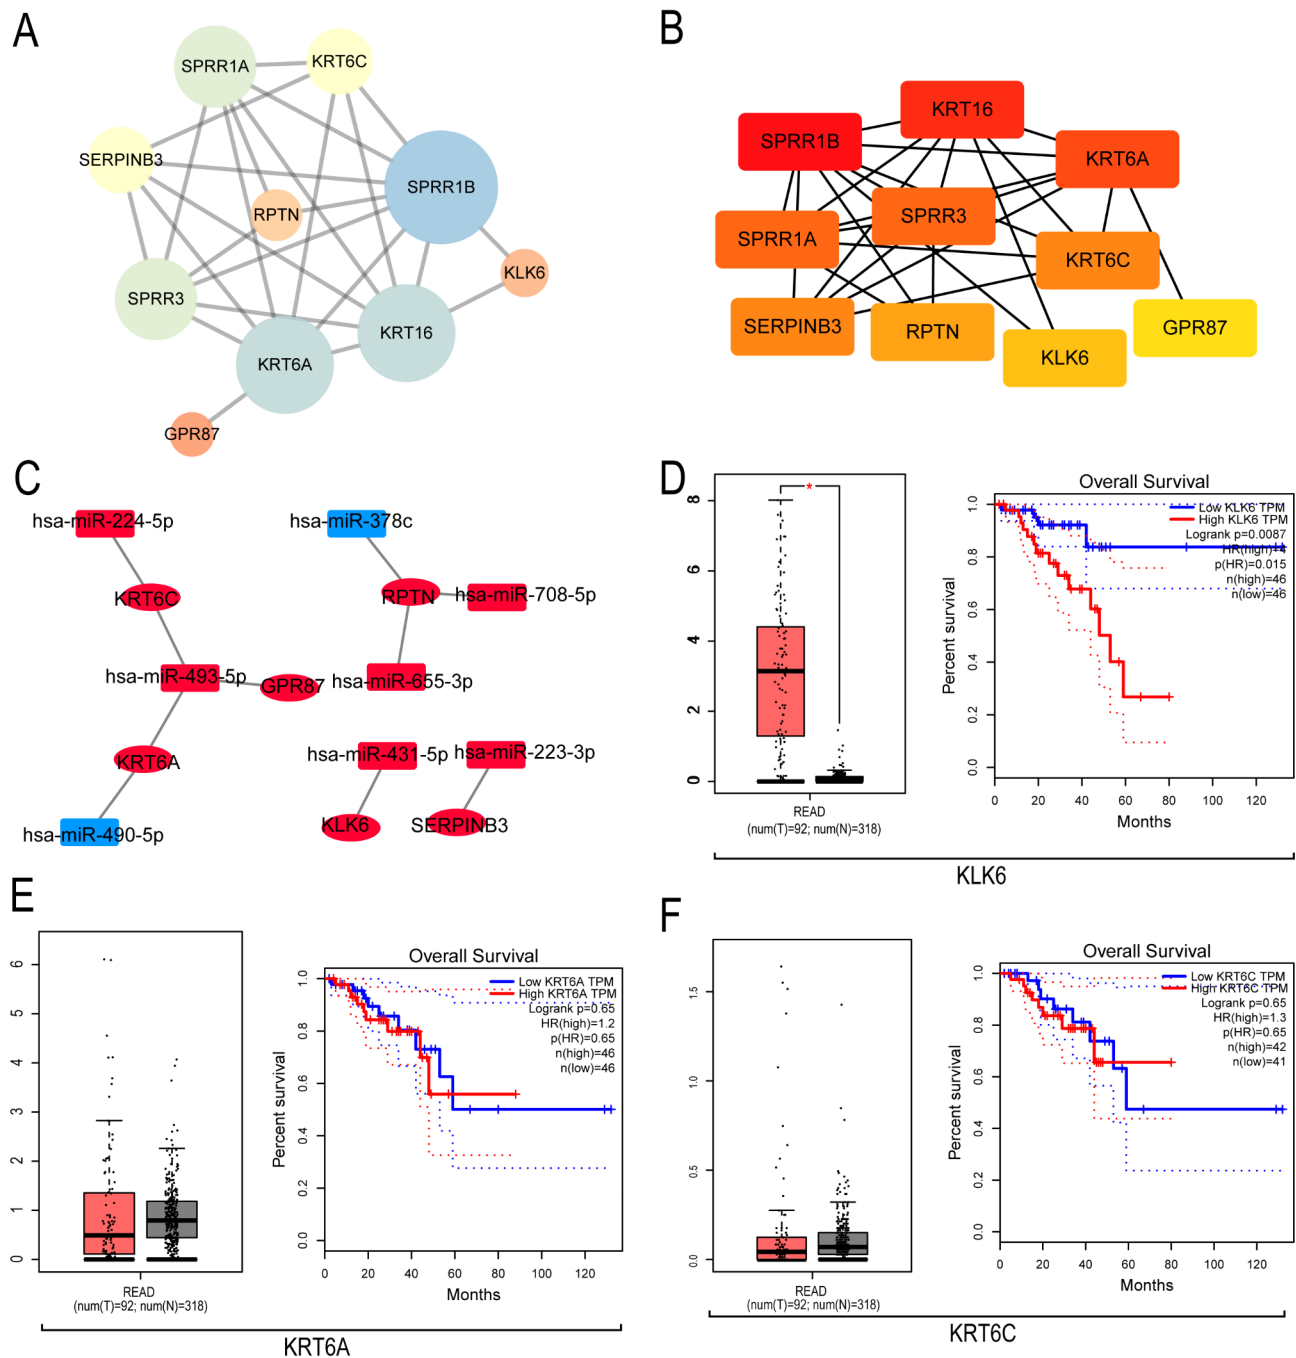 A
SPRR1A
KRT6C
SERPINB3
SPRR1B
RPTN
KLK6
SPRR3
KRT16
KRT6A
GPR87
B
KRT16
SPRR1B
KRT6A
SPRR3
SPRR1A
KRT6C
SERPINB3
RPTN
GPR87
KLK6
C
hsa-miR-224-5p
hsa-miR-378c
KRT6C
RPTN
hsa-miR-708-5p
hsa-miR-493-5p
GPR87
hsa-miR-655-3p
KRT6A
hsa-miR-431-5p
hsa-miR-223-3p
hsa-miR-490-5p
KLK6
SERPINB3
D
8
6
4
2
0
*
READ
(num(T)=92; num(N)=318)
Overall Survival
Low KLK6 TPM
High KLK6 TPM
Logrank p=0.0087
HR(high)=4
p(HR)=0.015
n(high)=46
n(low)=46
Percent survival
1.0
0.8
0.6
0.4
0.2
0.0
0 20 40 60 80 100 120
Months
KLK6
E
6
5
4
3
2
1
0
READ
(num(T)=92; num(N)=318)
Overall Survival
Low KRT6A TPM
High KRT6A TPM
Logrank p=0.65
HR(high)=1.2
p(HR)=0.65
n(high)=46
n(low)=46
Percent survival
1.0
0.8
0.6
0.4
0.2
0.0
0 20 40 60 80 100 120
Months
KRT6A
F
1.5
1.0
0.5
0.0
READ
(num(T)=92; num(N)=318)
Overall Survival
Low KRT6C TPM
High KRT6C TPM
Logrank p=0.65
HR(high)=1.3
p(HR)=0.65
n(high)=42
n(low)=41
Percent survival
1.0
0.8
0.6
0.4
0.2
0.0
0 20 40 60 80 100 120
Months
KRT6C